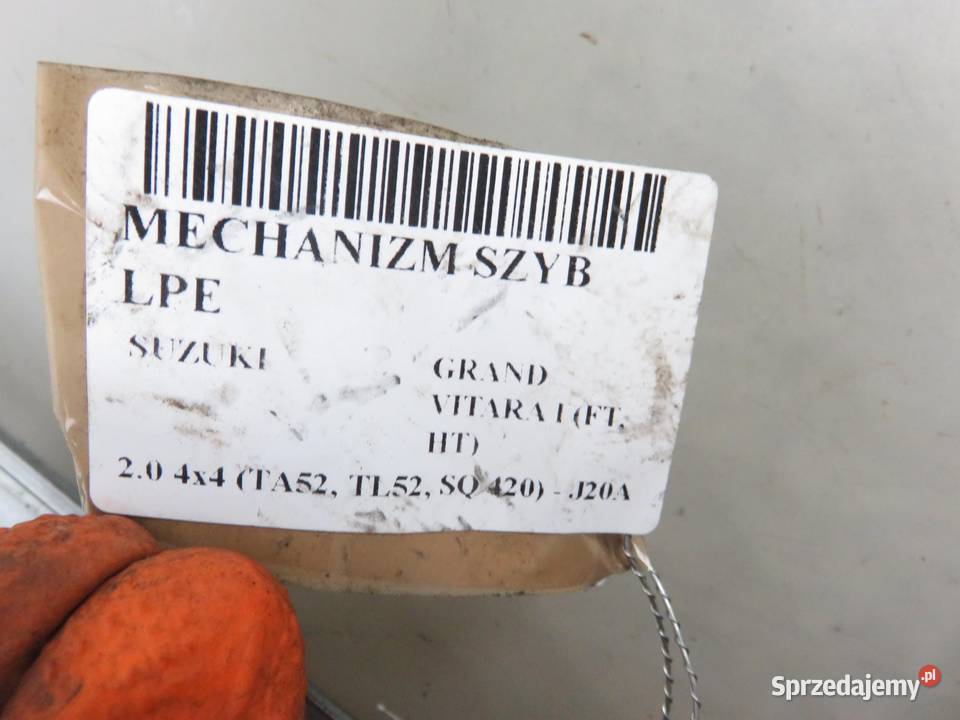 MECHANIZM SZYB
LPE
SUZUKI
GRAND
VITARA I (FT,
HT)
2.0 4x4 (TA52, TL52, SQ 420) - J20A
Sprzedajemy.pl